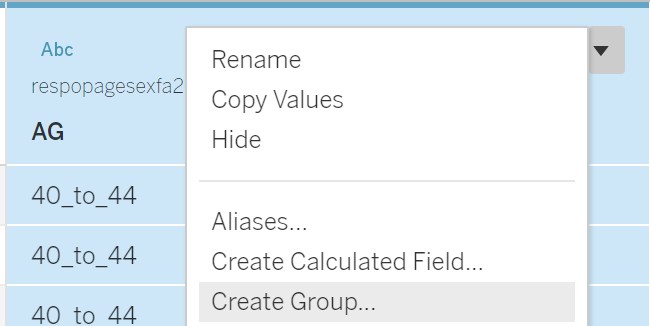 Abc
respopagesexfa2
AG
40_to_44
40_to_44
40_to_44
Rename
Copy Values
Hide
Aliases...
Create Calculated Field...
Create Group...